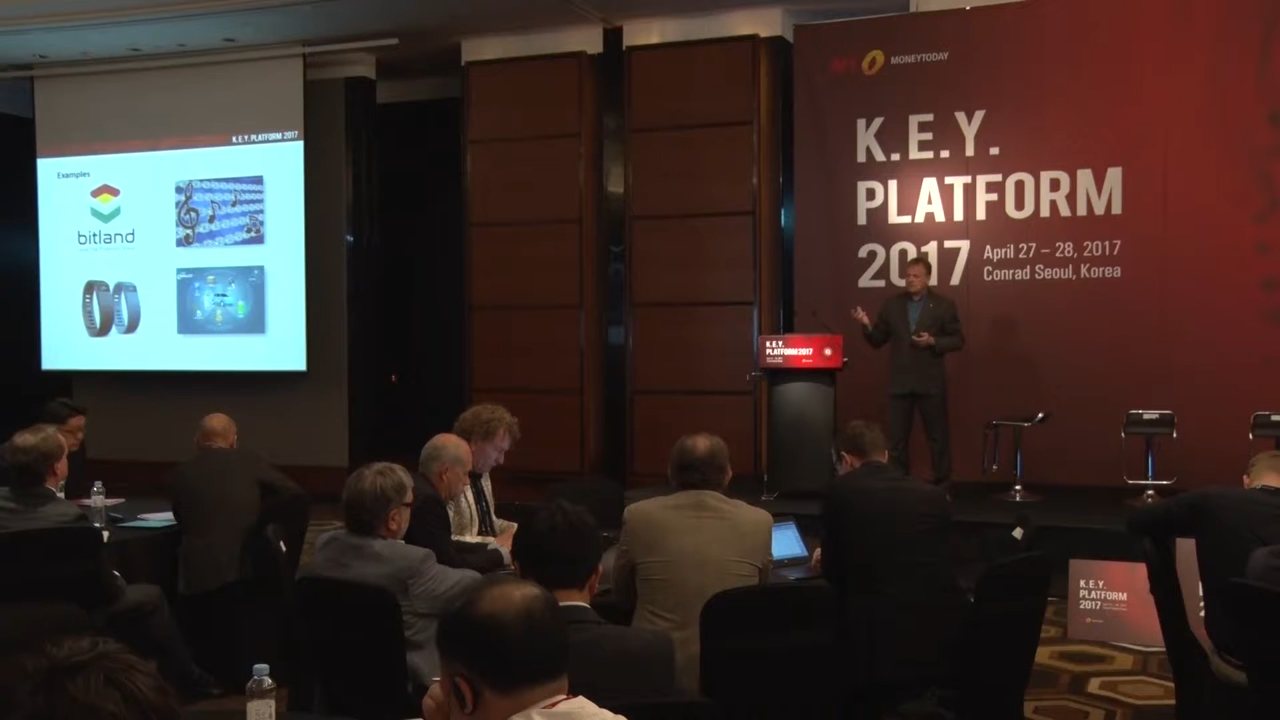 K.E.Y. PLATFORM 2017
Examples
bitland
MONEYTODAY
K.E.Y.
PLATFORM
2017
April 27 – 28, 2017
Conrad Seoul, Korea
K.E.Y.
PLATFORM 2017
K.E.Y.
PLATFORM
2017